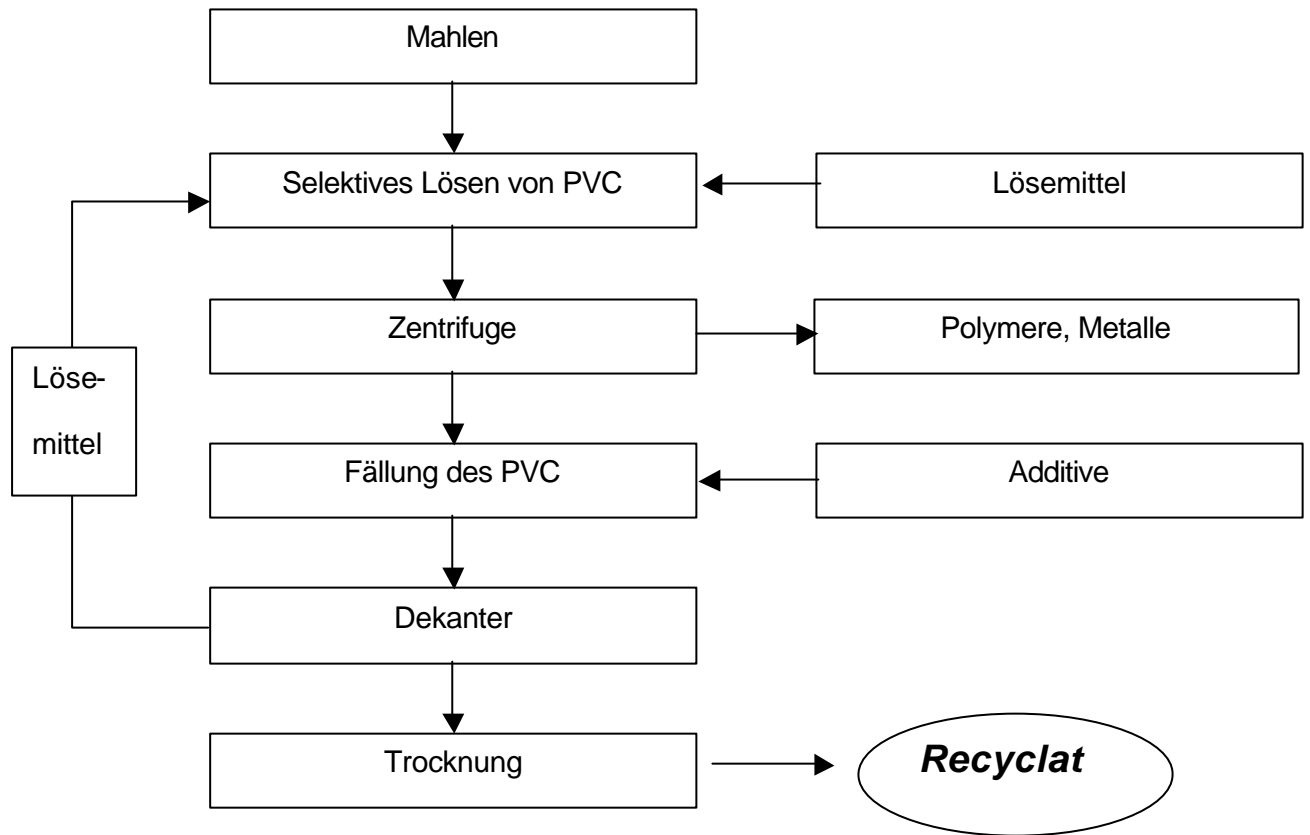 Mahlen
Selektives Lösen von PVC
Lösemittel
Zentrifuge
Polymere, Metalle
Löse-
mittel
Fällung des PVC
Additive
Dekanter
Trocknung
Recyclat